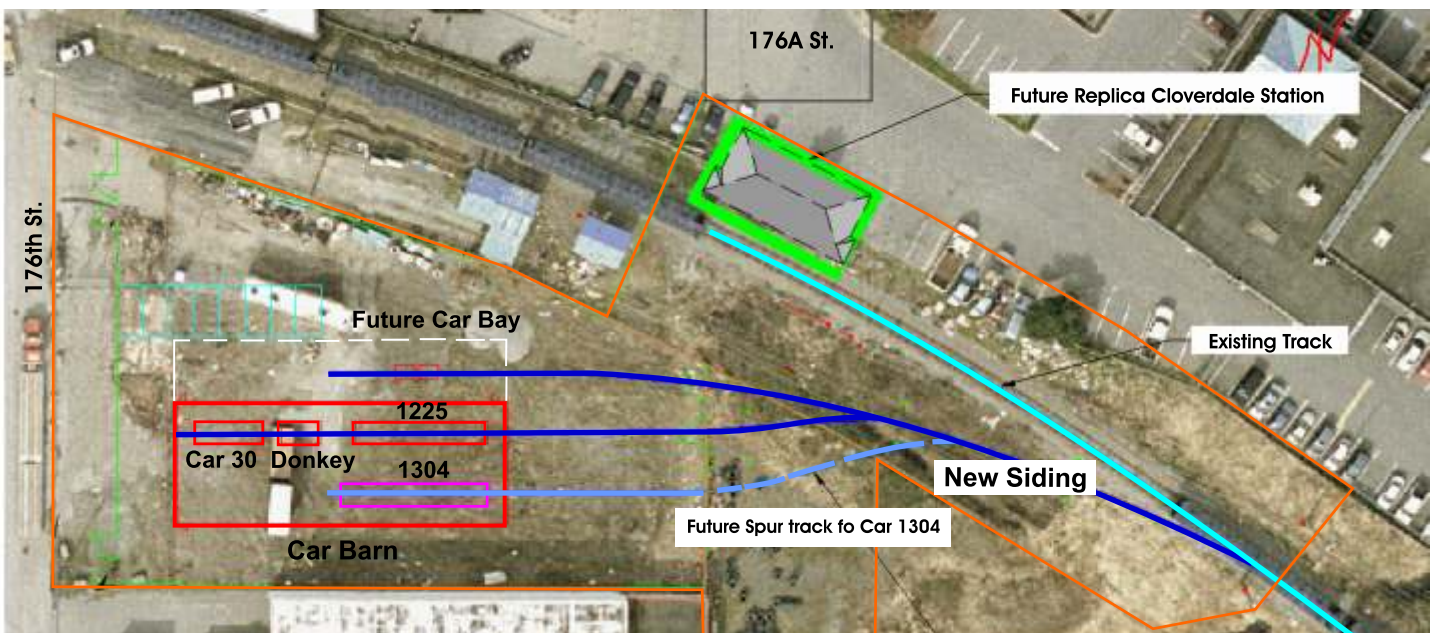 176A St.
Future Replica Cloverdale Station
176th St.
Future Car Bay
Existing Track
1225
Car 30
Donkey
1304
New Siding
Future Spur track fo Car 1304
Car Barn